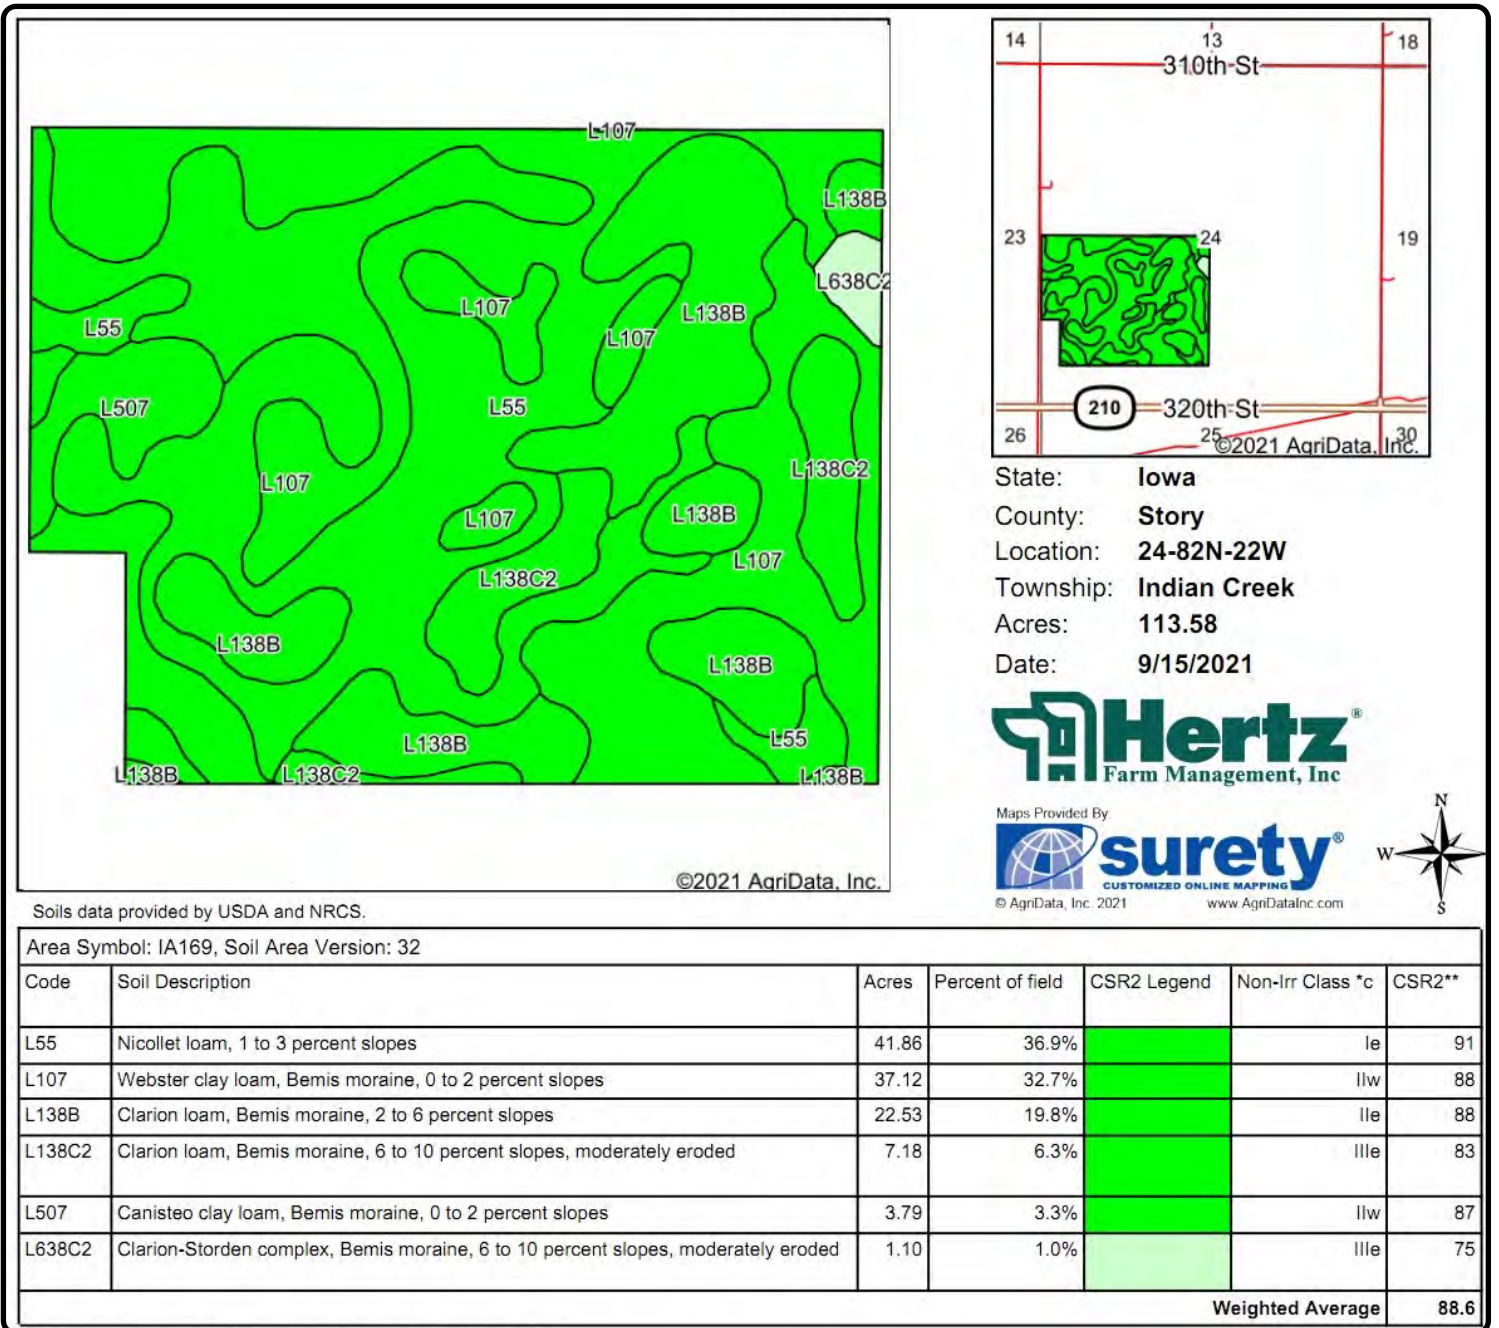 L107
L138B
L638C2
L107
L138B
L107
L55
L507
L55
L138C2
L107
L107
L138B
L107
L138C2
L138B
L138B
L138B
L55
L138B
L138C2
L138B
©2021 AgriData, Inc.
Soils data provided by USDA and NRCS.
14 13 18
310th St
23 24 19
210 320th St
26 25 30
©2021 AgriData, Inc.
State: Iowa
County: Story
Location: 24-82N-22W
Township: Indian Creek
Acres: 113.58
Date: 9/15/2021
Hertz®
Farm Management, Inc
Maps Provided By
surety®
CUSTOMIZED ONLINE MAPPING
© AgriData, Inc. 2021 www.AgriDataInc.com
N
W
S
Area Symbol: IA169, Soil Area Version: 32
Code Soil Description Acres Percent of field CSR2 Legend Non-Irr Class *c CSR2**
L55 Nicollet loam, 1 to 3 percent slopes 41.86 36.9% Ie 91
L107 Webster clay loam, Bemis moraine, 0 to 2 percent slopes 37.12 32.7% IIw 88
L138B Clarion loam, Bemis moraine, 2 to 6 percent slopes 22.53 19.8% IIe 88
L138C2 Clarion loam, Bemis moraine, 6 to 10 percent slopes, moderately eroded 7.18 6.3% IIIe 83
L507 Canisteo clay loam, Bemis moraine, 0 to 2 percent slopes 3.79 3.3% IIw 87
L638C2 Clarion-Storden complex, Bemis moraine, 6 to 10 percent slopes, moderately eroded 1.10 1.0% IIIe 75
Weighted Average 88.6